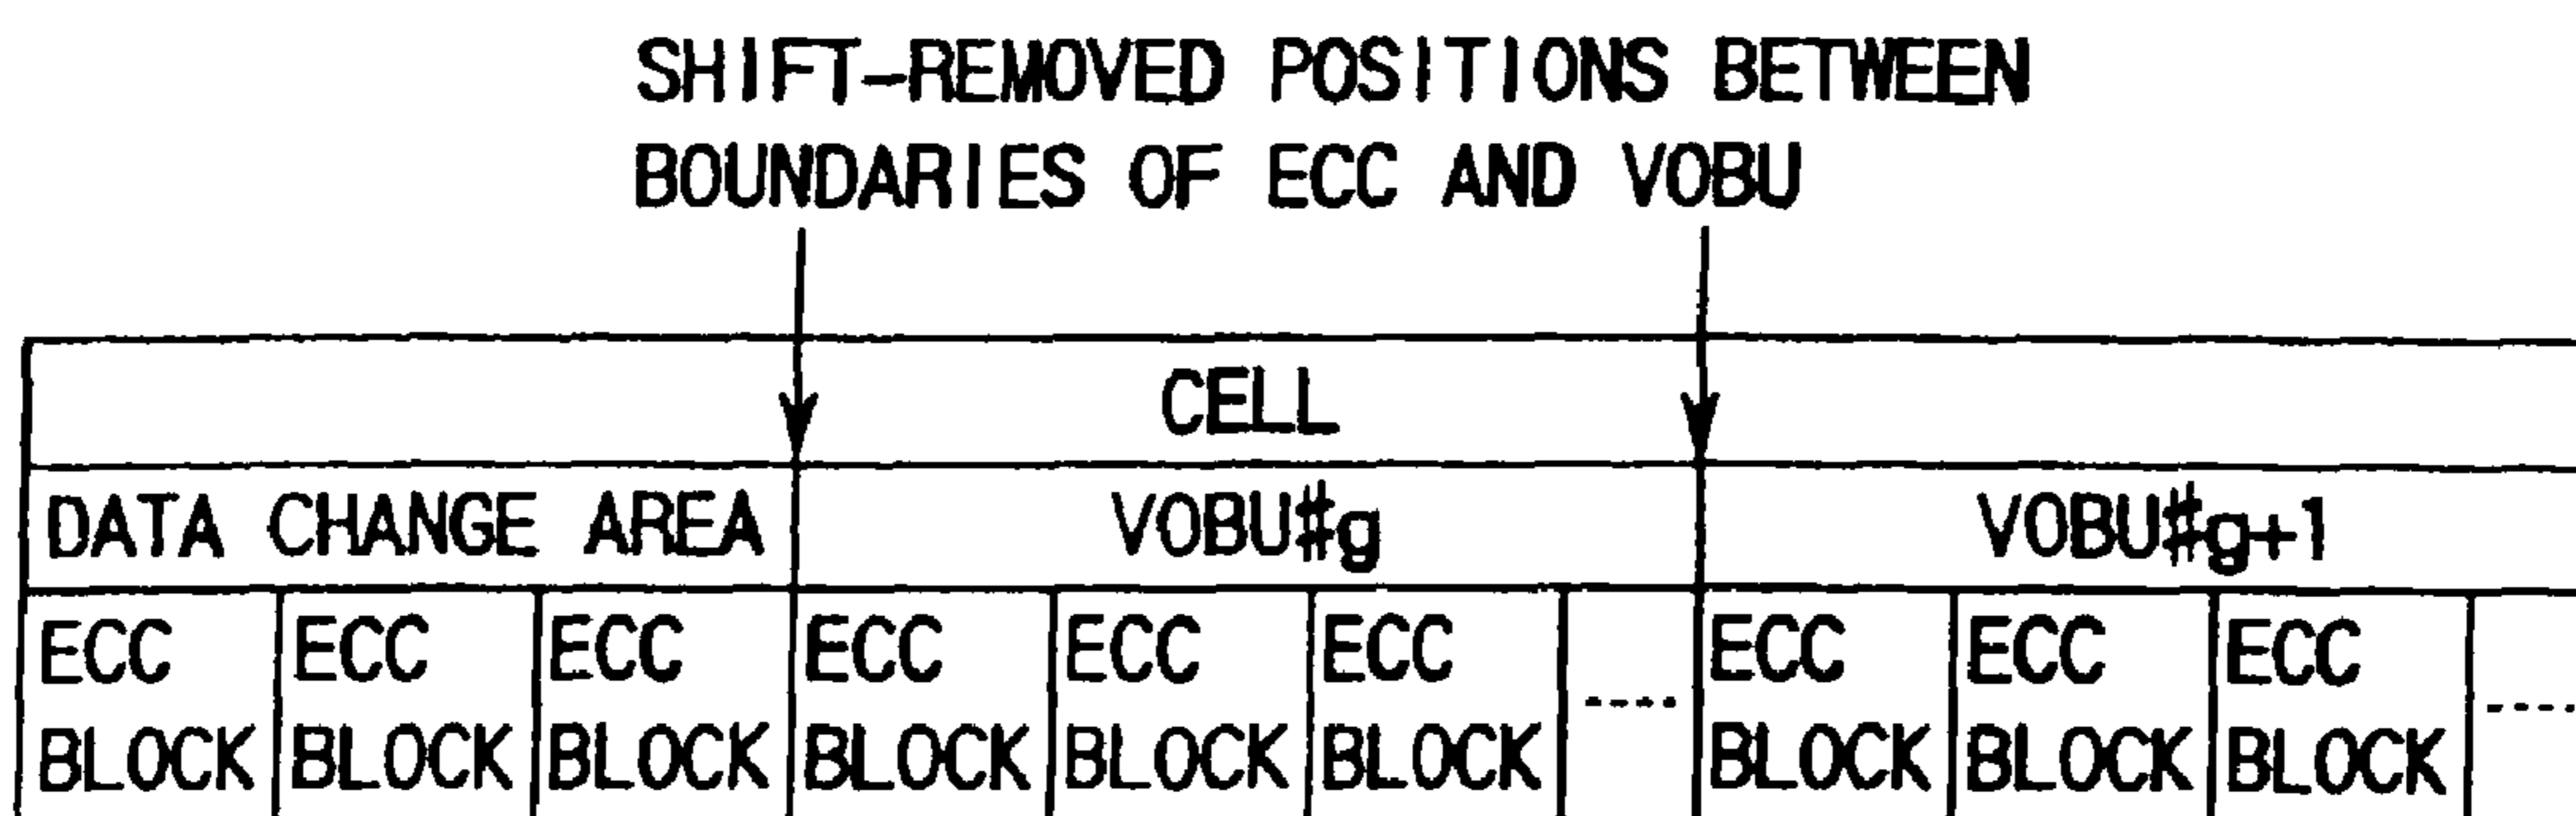 SHIFT-REMOVED POSITIONS BETWEEN
BOUNDARIES OF ECC AND VOBU
CELL
DATA CHANGE AREA VOBU#g VOBU#g+1
ECC ECC ECC ECC ECC ECC ECC ECC ECC
BLOCK BLOCK BLOCK BLOCK BLOCK BLOCK BLOCK BLOCK BLOCK